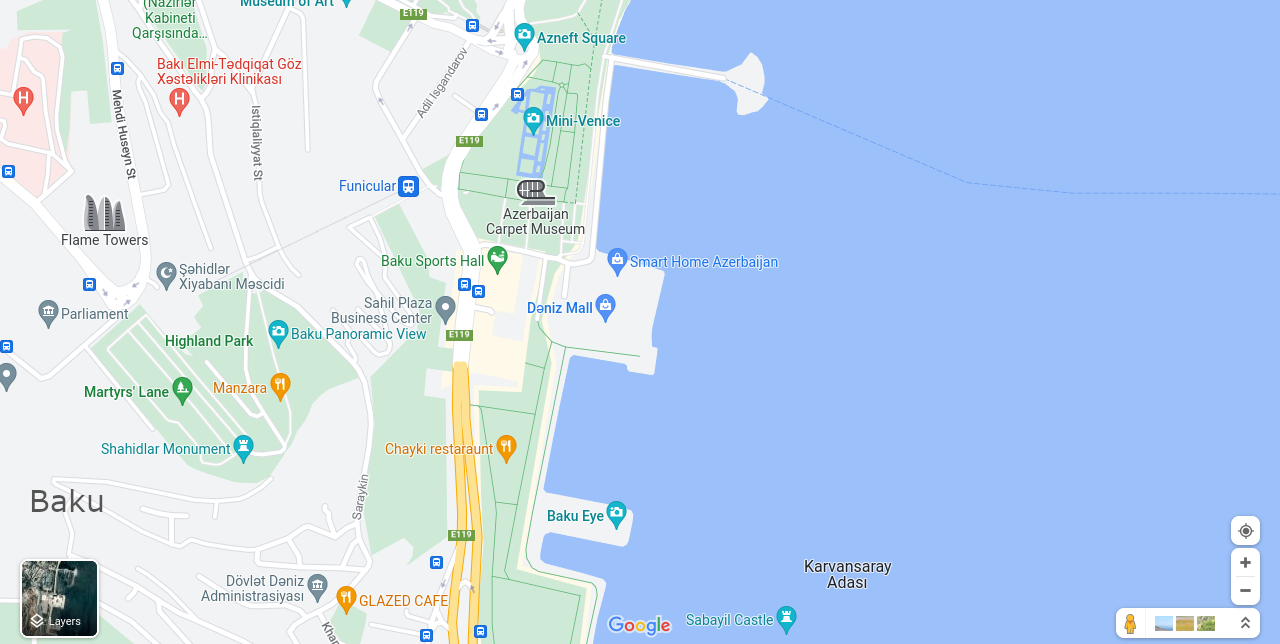 Museum of Art
(Nazirlər
Kabineti
Qarşısında...
E119
Azneft Square
Bakı Elmi-Tədqiqat Göz
Xəstəlikləri Klinikası
H
H
Mehdi Huseyn St
Istiqlaliyyat St
Adil Isgandarov
Mini-Venice
E119
Funicular
Azerbaijan
Carpet Museum
Flame Towers
Baku Sports Hall
Smart Home Azerbaijan
Şəhidlər
Xiyabanı Məscidi
Parliament
Sahil Plaza
Business Center
Dəniz Mall
Highland Park
Baku Panoramic View
E119
Martyrs' Lane
Manzara
Shahidlar Monument
Chayki restaraunt
Baku
Saraykin
Baku Eye
E119
Karvansaray
Adası
Dövlət Dəniz
Administrasiyası
GLAZED CAFE
Layers
Google
Sabayil Castle